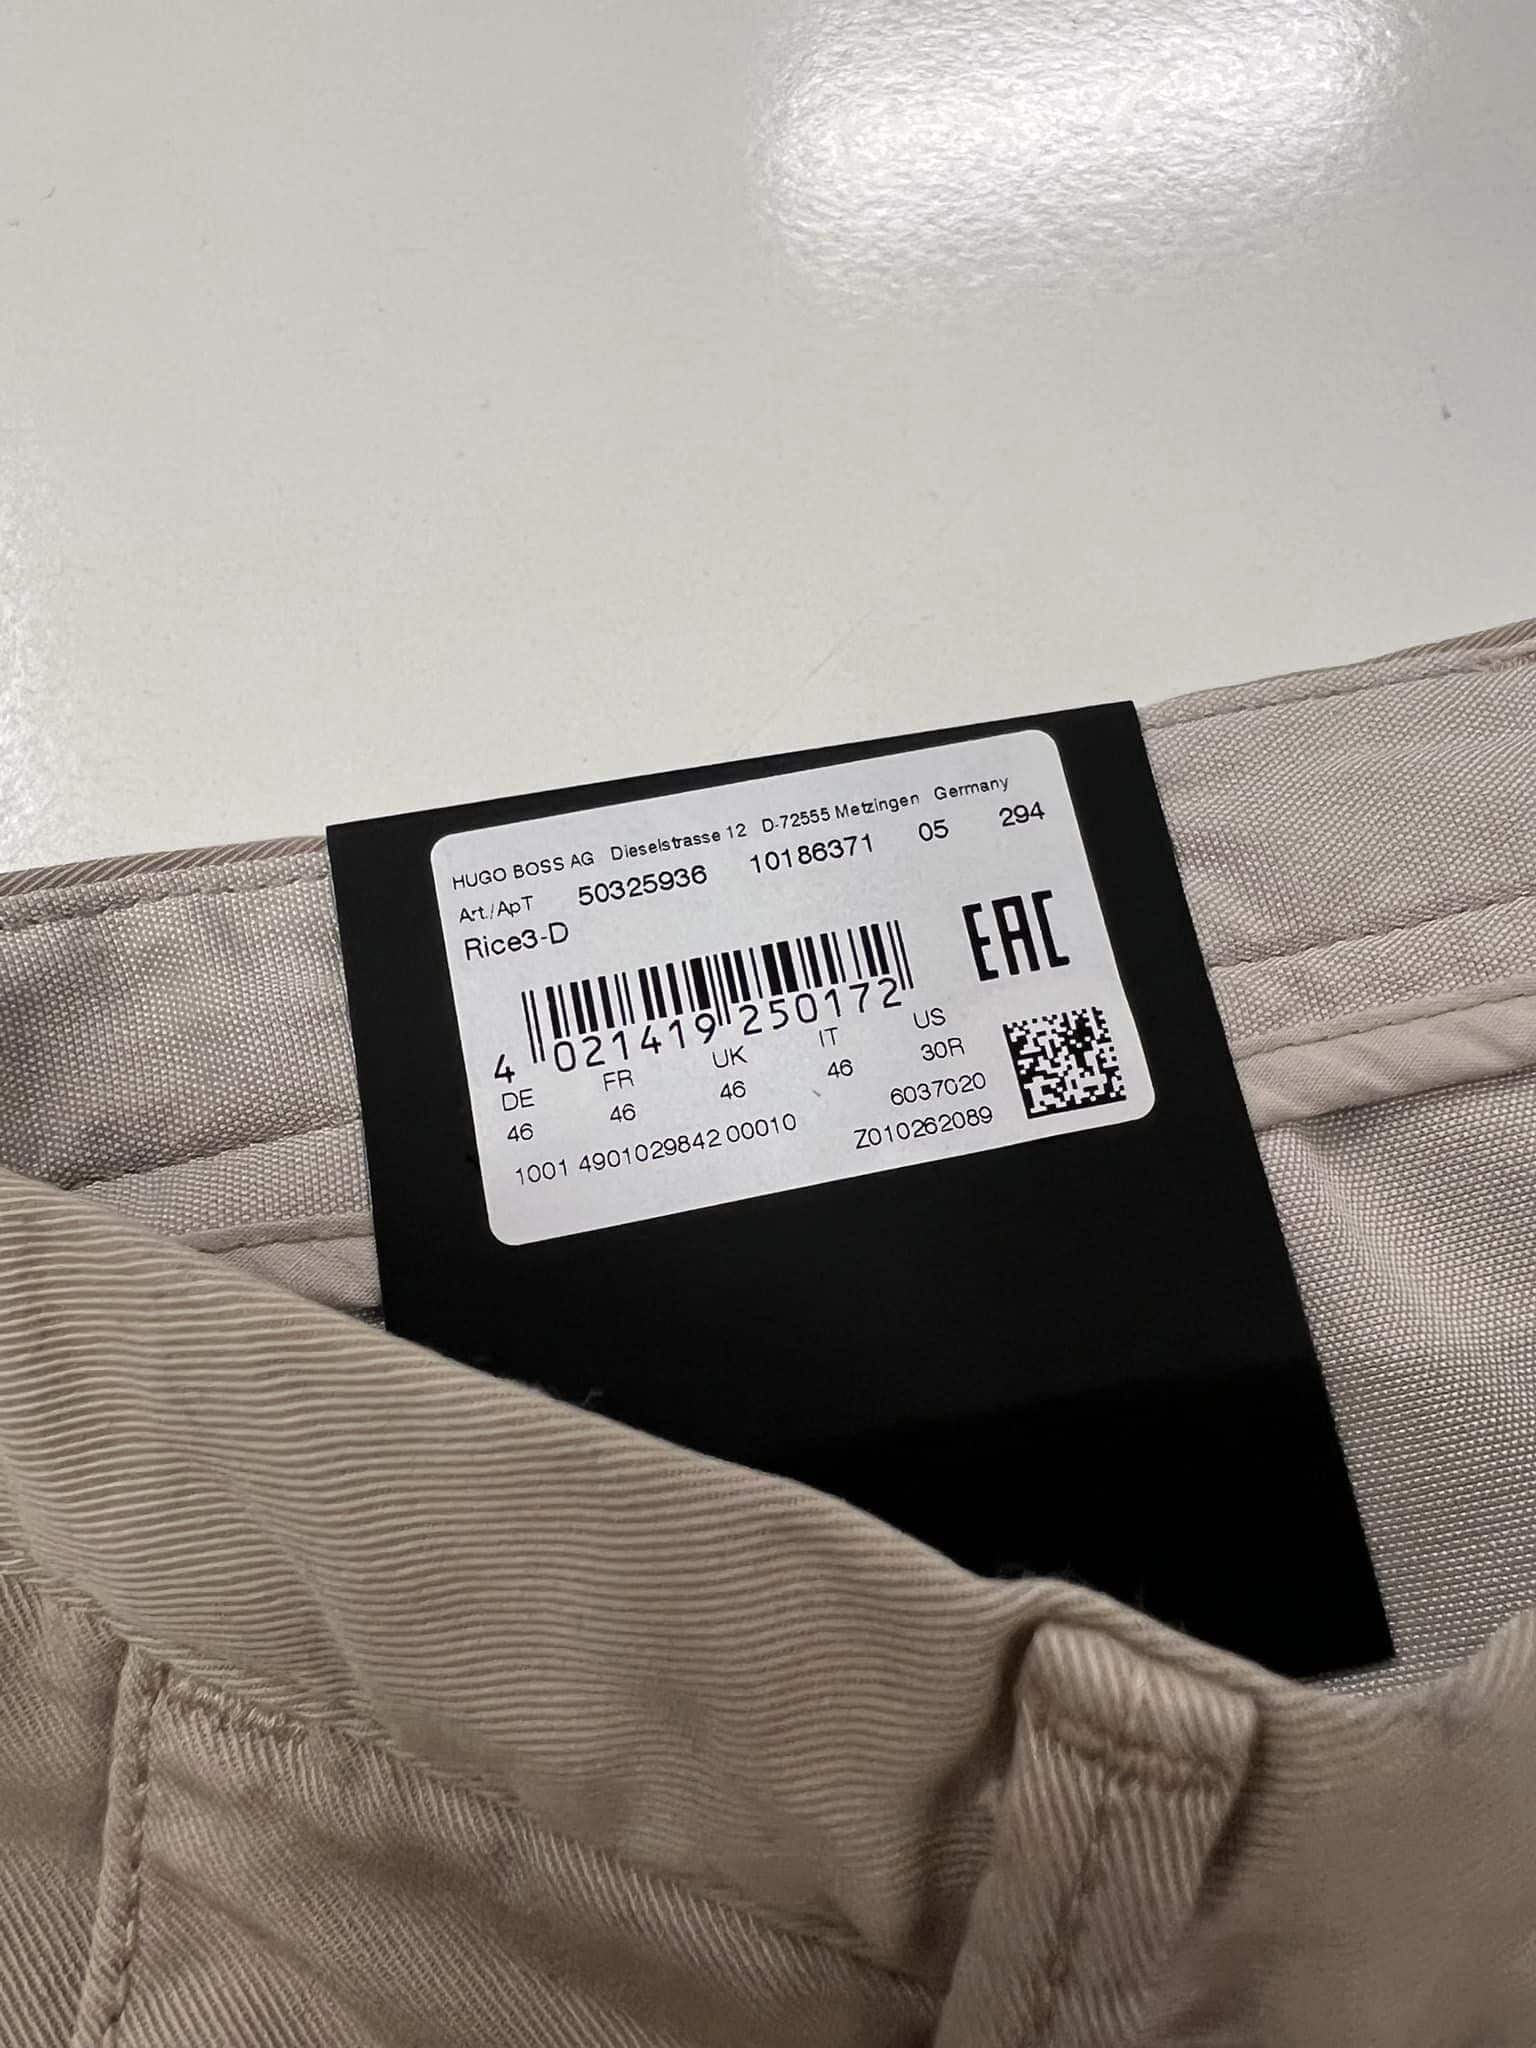 HUGO BOSS AG Dieselstrasse 12 D-72555 Metzingen Germany
Art./ApT 50325936 10186371 05 294
Rice3-D
EAC
4 021419 250172
DE FR UK IT US
46 46 46 46 30R
6037020
1001 4901029842 00010 Z010262089